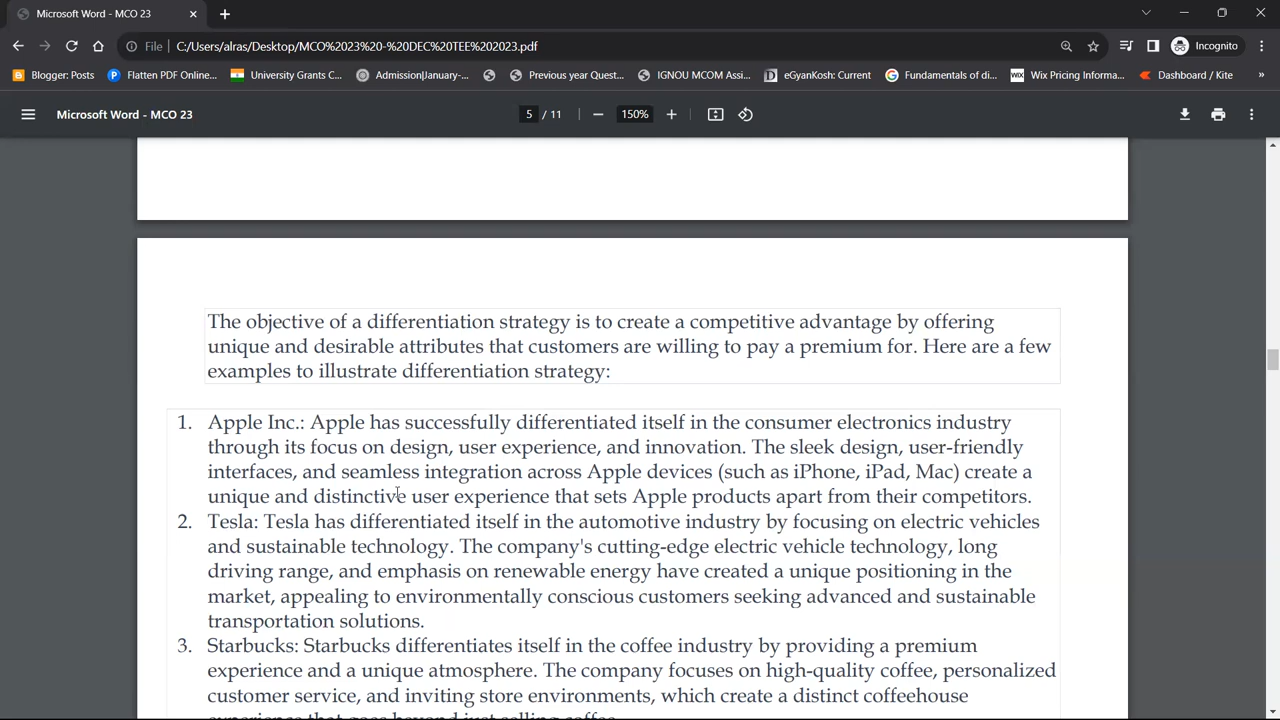 Microsoft Word - MCO 23
File C:/Users/alras/Desktop/MCO%2023%20-%20DEC%20TEE%202023.pdf Incognito
Blogger: Posts Flatten PDF Online... University Grants C... Admission|January-... Previous year Quest... IGNOU MCOM Assi... eGyanKosh: Current Fundamentals of di... WIX Wix Pricing Informa... Dashboard / Kite »
Microsoft Word - MCO 23 5 / 11 150%
The objective of a differentiation strategy is to create a competitive advantage by offering
unique and desirable attributes that customers are willing to pay a premium for. Here are a few
examples to illustrate differentiation strategy:
1. Apple Inc.: Apple has successfully differentiated itself in the consumer electronics industry
through its focus on design, user experience, and innovation. The sleek design, user-friendly
interfaces, and seamless integration across Apple devices (such as iPhone, iPad, Mac) create a
unique and distinctive user experience that sets Apple products apart from their competitors.
2. Tesla: Tesla has differentiated itself in the automotive industry by focusing on electric vehicles
and sustainable technology. The company's cutting-edge electric vehicle technology, long
driving range, and emphasis on renewable energy have created a unique positioning in the
market, appealing to environmentally conscious customers seeking advanced and sustainable
transportation solutions.
3. Starbucks: Starbucks differentiates itself in the coffee industry by providing a premium
experience and a unique atmosphere. The company focuses on high-quality coffee, personalized
customer service, and inviting store environments, which create a distinct coffeehouse
experience that goes beyond just selling coffee.